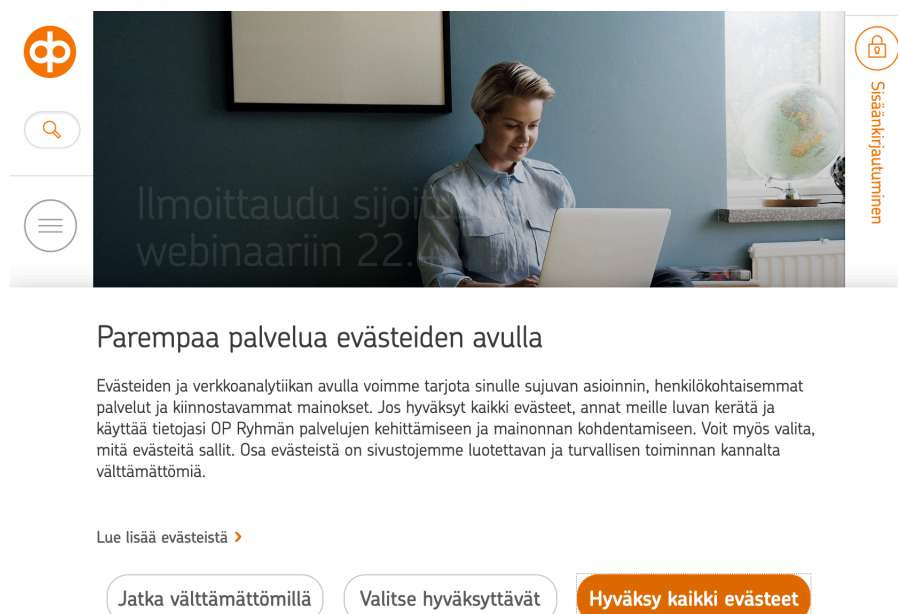 op
Sisäänkirjautuminen
Ilmoittaudu
webinaariin 22.4
Parempaa palvelua evästeiden avulla
Evästeiden ja verkkoanalytiikan avulla voimme tarjota sinulle sujuvan asioinnin, henkilökohtaisemmat
palvelut ja kiinnostavammat mainokset. Jos hyväksyt kaikki evästeet, annat meille luvan kerätä ja
käyttää tietojasi OP Ryhmän palvelujen kehittämiseen ja mainonnan kohdentamiseen. Voit myös valita,
mitä evästeitä sallit. Osa evästeistä on sivustojemme luotettavan ja turvallisen toiminnan kannalta
välttämättömiä.
Lue lisää evästeistä
Jatka välttämättömillä
Valitse hyväksyttävät
Hyväksy kaikki evästeet